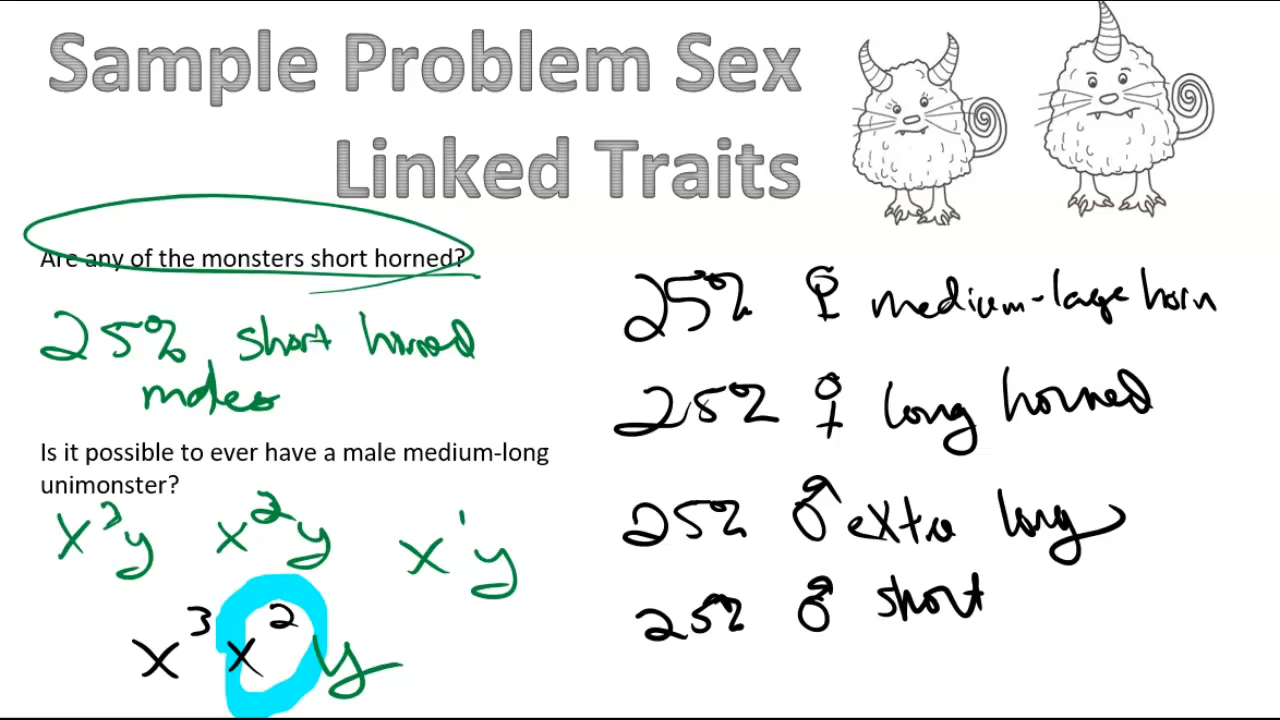 Sample Problem Sex
Linked Traits
Are any of the monsters short horned?
25% short horned
males
Is it possible to ever have a male medium-long
unimonster?
x³y x²y x¹y
x³x²y
25% ♀ medium-lage horn
25% ♀ long horned
25% ♂ extra long
25% ♂ short